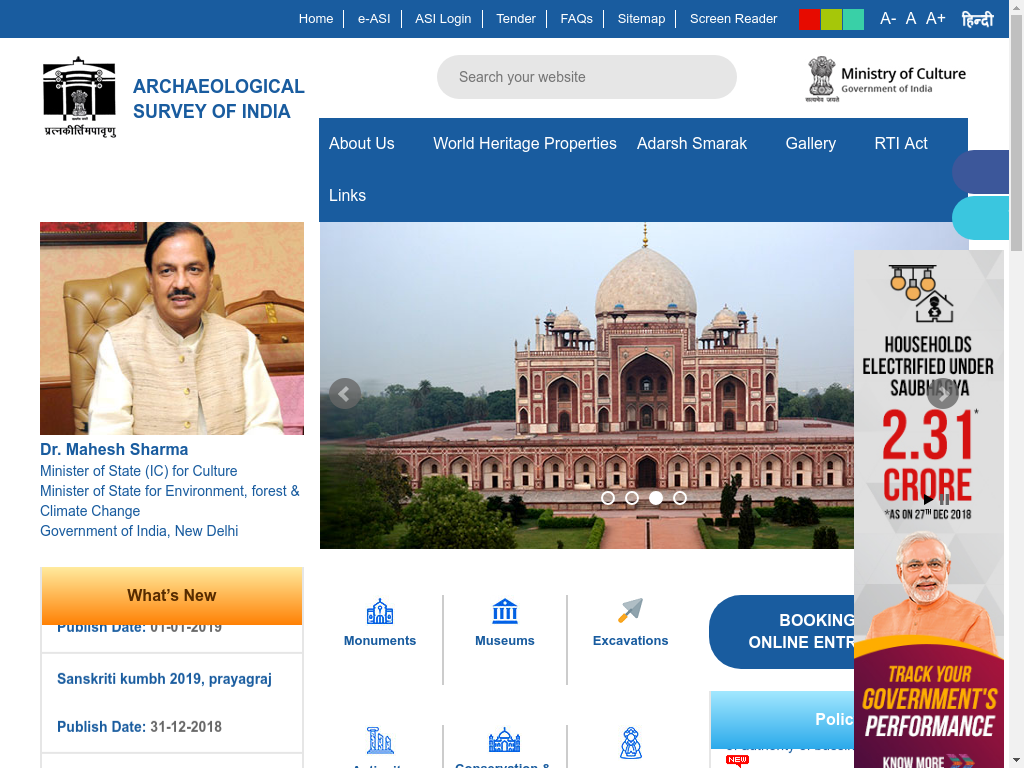 Home
e-ASI
ASI Login
Tender
FAQs
Sitemap
Screen Reader
A- A A+
हिन्दी
प्रत्नकीर्तिमपावृणु
ARCHAEOLOGICAL
SURVEY OF INDIA
Search your website
सत्यमेव जयते
Ministry of Culture
Government of India
About Us
World Heritage Properties
Adarsh Smarak
Gallery
RTI Act
Links
Dr. Mahesh Sharma
Minister of State (IC) for Culture
Minister of State for Environment, forest &
Climate Change
Government of India, New Delhi
HOUSEHOLDS
ELECTRIFIED UNDER
SAUBHAGYA
2.31*
CRORE
*AS ON 27TH DEC 2018
TRACK YOUR
GOVERNMENT'S
PERFORMANCE
KNOW MORE
What's New
Publish Date: 01-01-2019
Sanskriti kumbh 2019, prayagraj
Publish Date: 31-12-2018
Monuments
Museums
Excavations
Conservation &
BOOKING
ONLINE ENTR
Polic
NEW